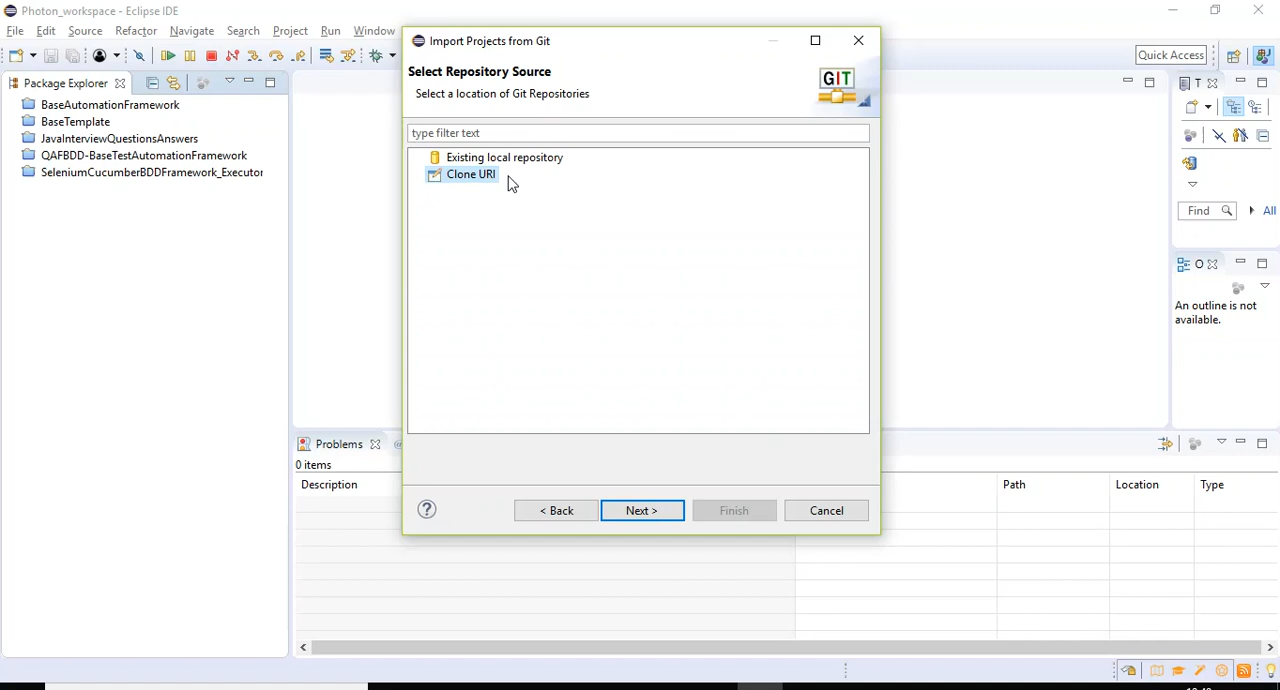 Photon_workspace - Eclipse IDE
File Edit Source Refactor Navigate Search Project Run Window
Quick Access
Package Explorer
BaseAutomationFramework
BaseTemplate
JavaInterviewQuestionsAnswers
QAFBDD-BaseTestAutomationFramework
SeleniumCucumberBDDFramework_Executor
Import Projects from Git
Select Repository Source
Select a location of Git Repositories
GIT
type filter text
Existing local repository
Clone URI
? < Back Next > Finish Cancel
T
Find All
O
An outline is not
available.
Problems @
0 items
Description Path Location Type